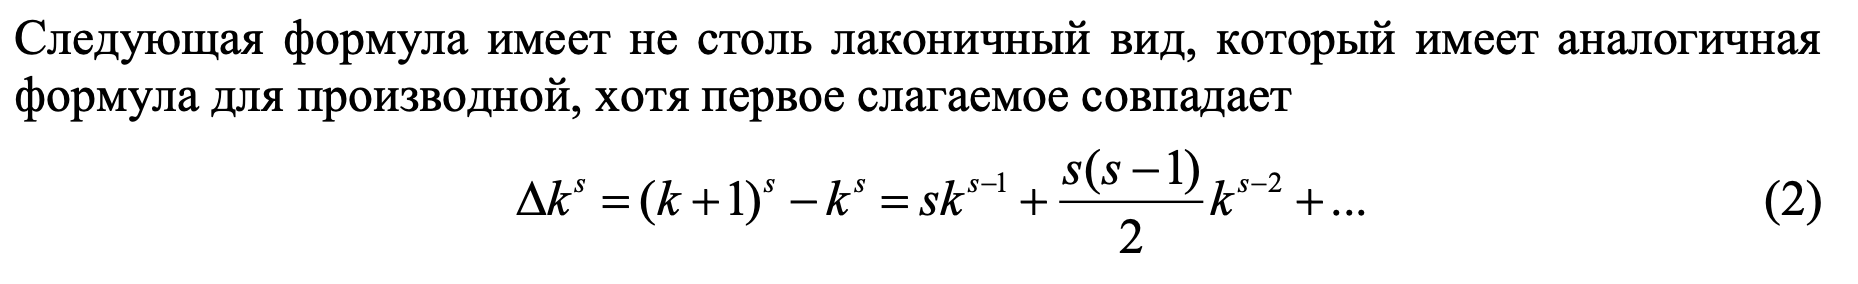 Следующая формула имеет не столь лаконичный вид, который имеет аналогичная
формула для производной, хотя первое слагаемое совпадает
Δk^s = (k + 1)^s − k^s = sk^{s−1} + \frac{s(s − 1)}{2} k^{s−2} + ... (2)